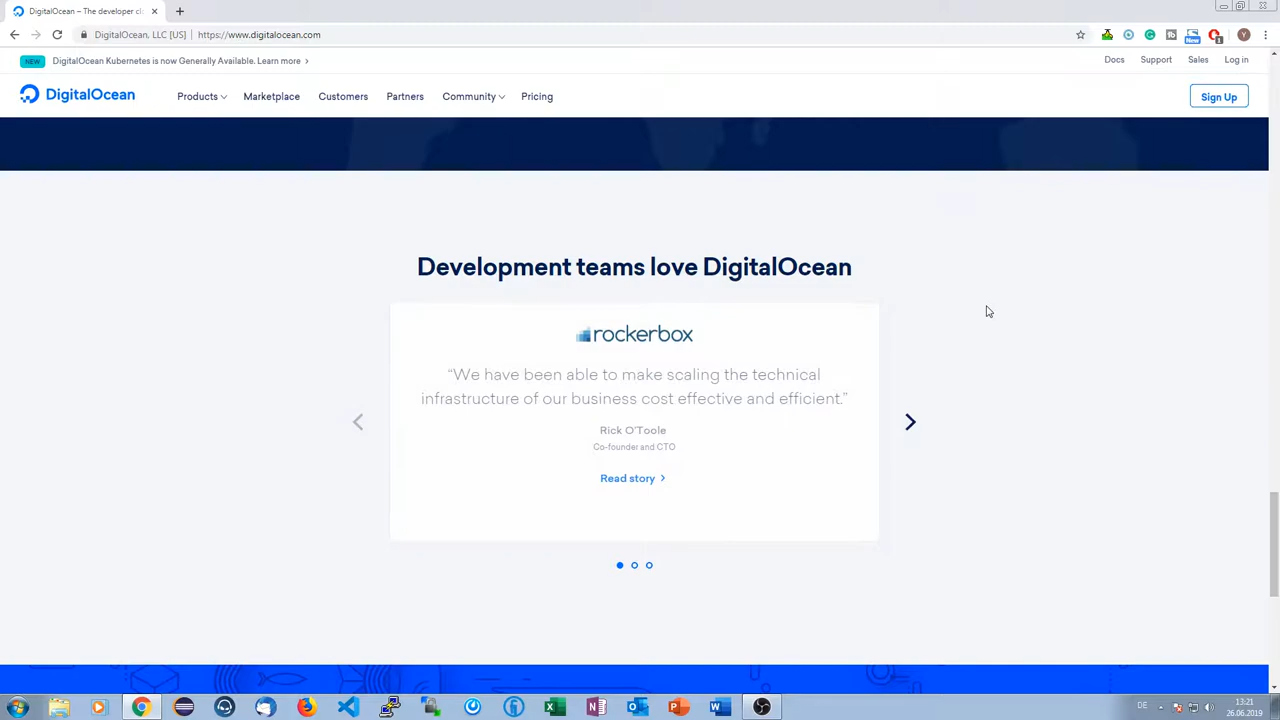 DigitalOcean – The developer cl
DigitalOcean, LLC [US] https://www.digitalocean.com
New
1
Y
NEW DigitalOcean Kubernetes is now Generally Available. Learn more ›
Docs Support Sales Log in
DigitalOcean
Products Marketplace Customers Partners Community Pricing
Sign Up
Development teams love DigitalOcean
rockerbox
“We have been able to make scaling the technical
infrastructure of our business cost effective and efficient.”
Rick O'Toole
Co-founder and CTO
Read story ›
DE
13:21
26.06.2019